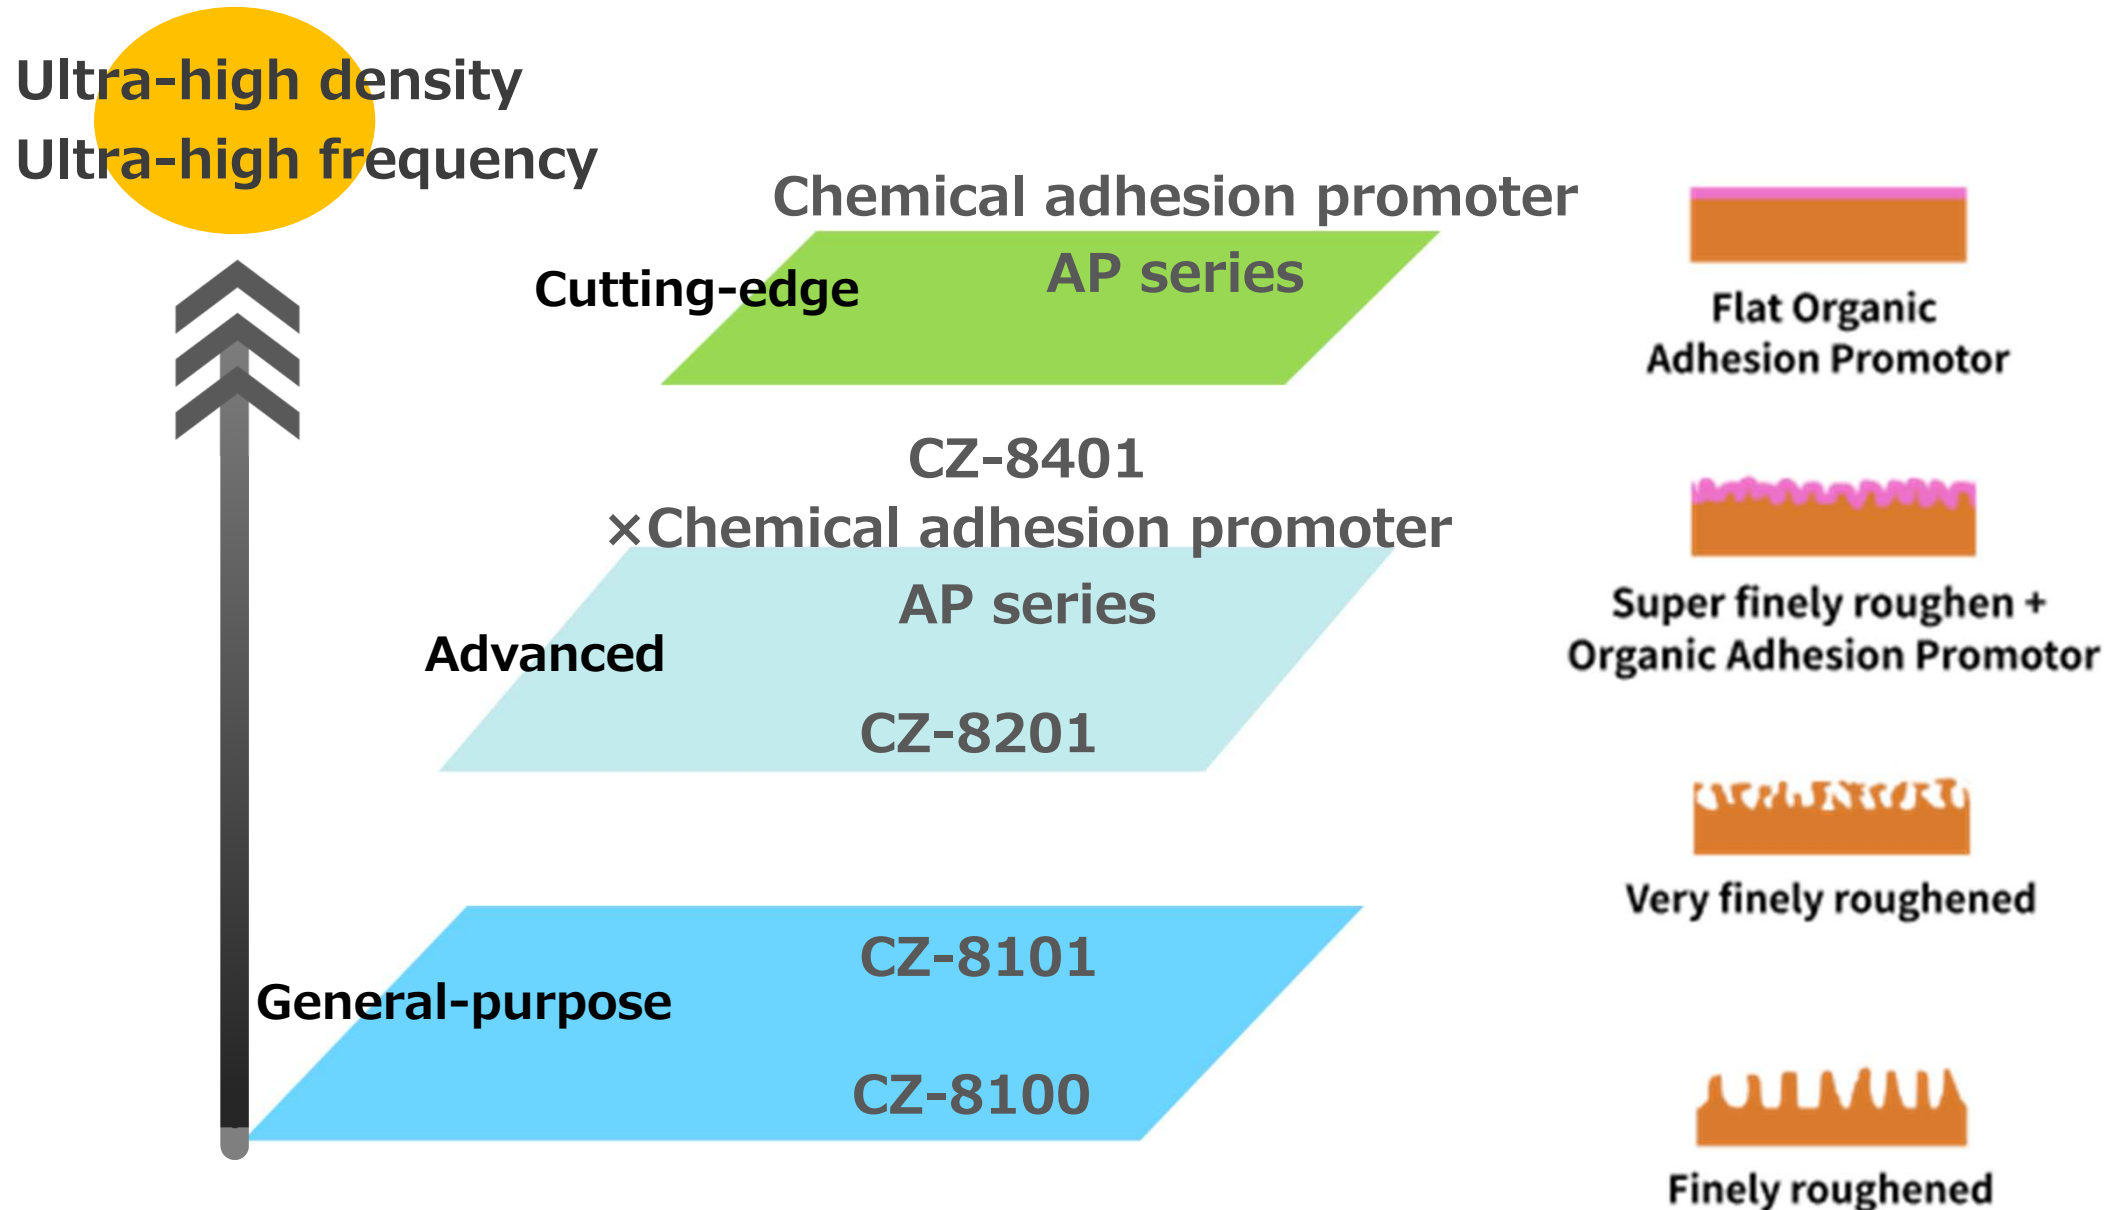 Ultra-high density
Ultra-high frequency
Chemical adhesion promoter
AP series
Cutting-edge
Flat Organic
Adhesion Promotor
CZ-8401
×Chemical adhesion promoter
AP series
Advanced
CZ-8201
Super finely roughen +
Organic Adhesion Promotor
Very finely roughened
CZ-8101
General-purpose
CZ-8100
Finely roughened